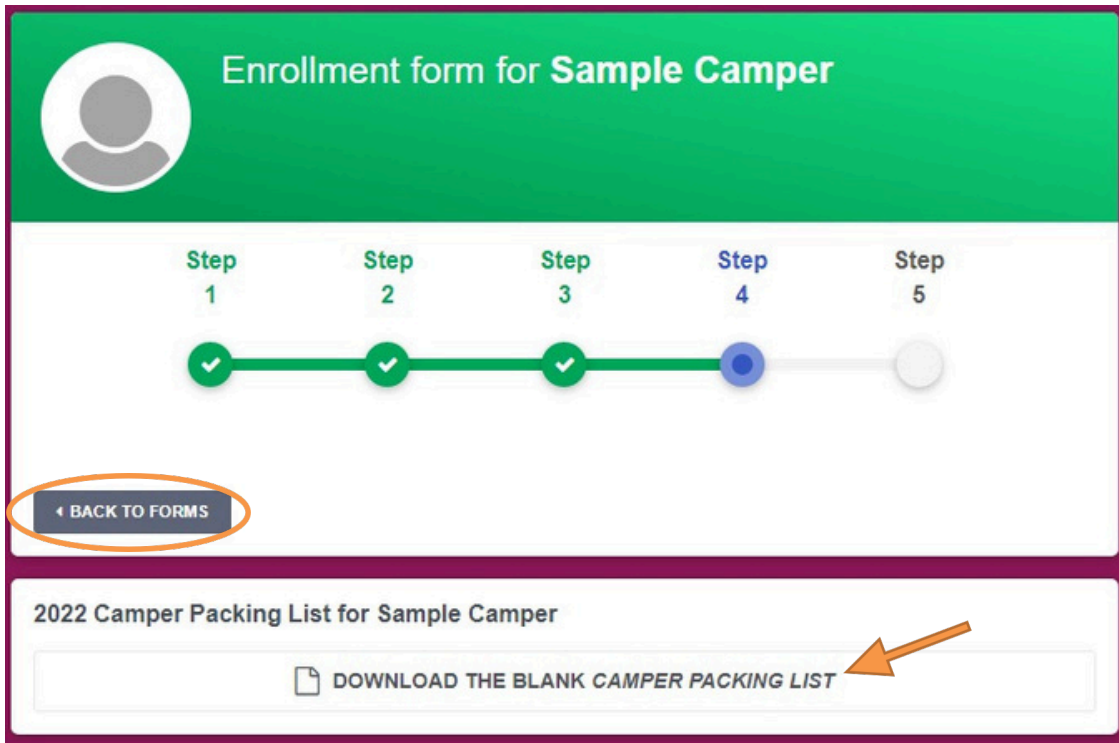 Enrollment form for Sample Camper
Step Step Step Step Step
1 2 3 4 5
BACK TO FORMS
2022 Camper Packing List for Sample Camper
DOWNLOAD THE BLANK CAMPER PACKING LIST